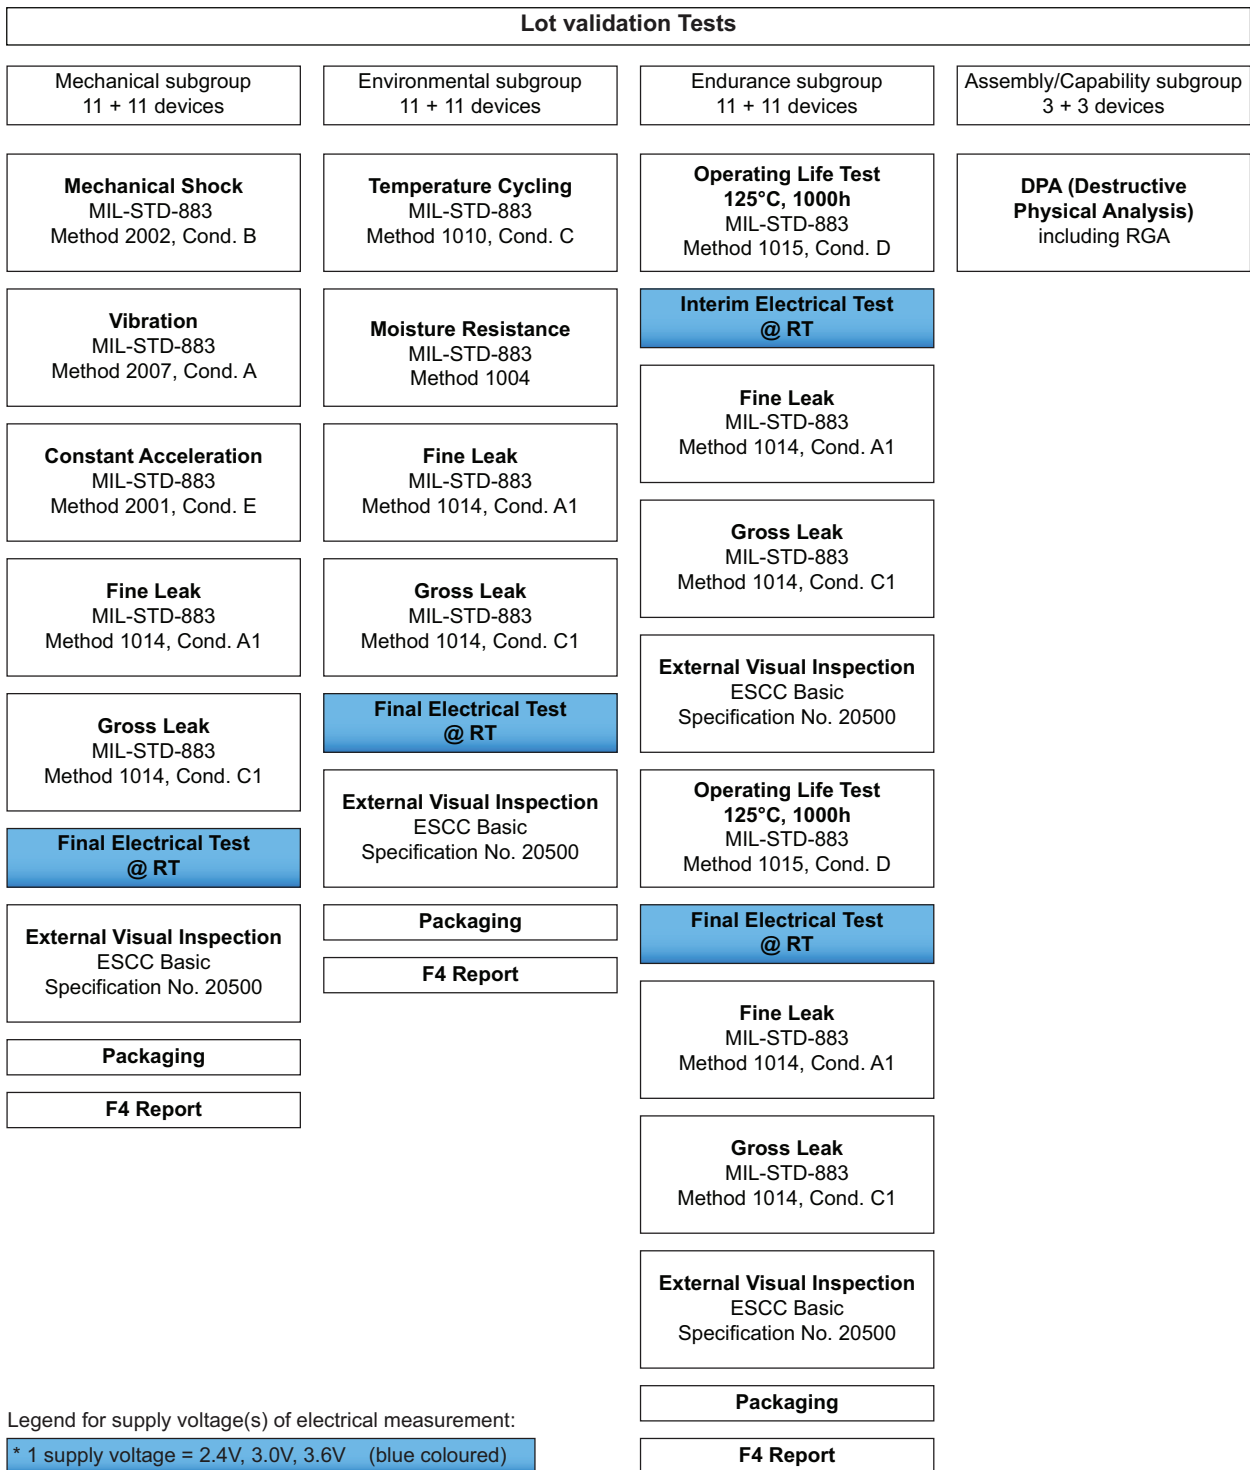 Lot validation Tests
Mechanical subgroup
11 + 11 devices
Mechanical Shock
MIL-STD-883
Method 2002, Cond. B
Vibration
MIL-STD-883
Method 2007, Cond. A
Constant Acceleration
MIL-STD-883
Method 2001, Cond. E
Fine Leak
MIL-STD-883
Method 1014, Cond. A1
Gross Leak
MIL-STD-883
Method 1014, Cond. C1
Final Electrical Test
@ RT
External Visual Inspection
ESCC Basic
Specification No. 20500
Packaging
F4 Report
Environmental subgroup
11 + 11 devices
Temperature Cycling
MIL-STD-883
Method 1010, Cond. C
Moisture Resistance
MIL-STD-883
Method 1004
Fine Leak
MIL-STD-883
Method 1014, Cond. A1
Gross Leak
MIL-STD-883
Method 1014, Cond. C1
Final Electrical Test
@ RT
External Visual Inspection
ESCC Basic
Specification No. 20500
Packaging
F4 Report
Endurance subgroup
11 + 11 devices
Operating Life Test
125°C, 1000h
MIL-STD-883
Method 1015, Cond. D
Interim Electrical Test
@ RT
Fine Leak
MIL-STD-883
Method 1014, Cond. A1
Gross Leak
MIL-STD-883
Method 1014, Cond. C1
External Visual Inspection
ESCC Basic
Specification No. 20500
Operating Life Test
125°C, 1000h
MIL-STD-883
Method 1015, Cond. D
Final Electrical Test
@ RT
Fine Leak
MIL-STD-883
Method 1014, Cond. A1
Gross Leak
MIL-STD-883
Method 1014, Cond. C1
External Visual Inspection
ESCC Basic
Specification No. 20500
Packaging
F4 Report
Assembly/Capability subgroup
3 + 3 devices
DPA (Destructive
Physical Analysis)
including RGA
Legend for supply voltage(s) of electrical measurement:
* 1 supply voltage = 2.4V, 3.0V, 3.6V (blue coloured)